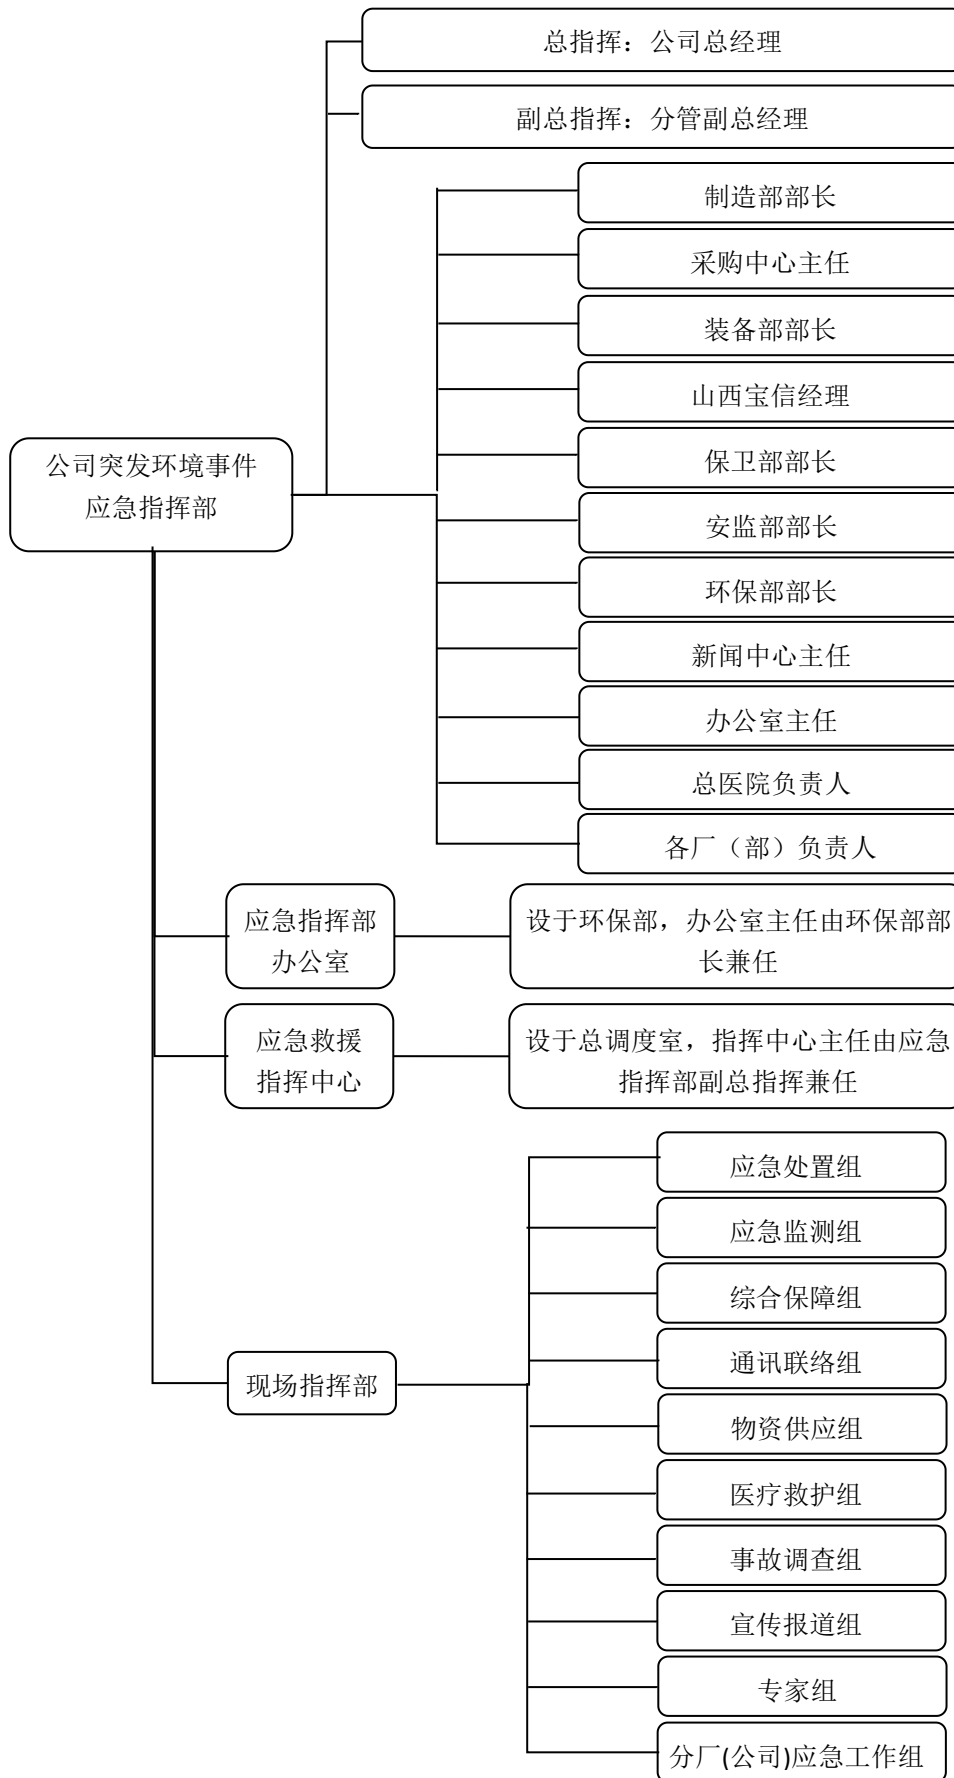 总指挥：公司总经理
副总指挥：分管副总经理
制造部部长
采购中心主任
装备部部长
山西宝信经理
保卫部部长
安监部部长
环保部部长
新闻中心主任
办公室主任
总医院负责人
各厂（部）负责人
公司突发环境事件
应急指挥部
应急指挥部
办公室
设于环保部，办公室主任由环保部部
长兼任
应急救援
指挥中心
设于总调度室，指挥中心主任由应急
指挥部副总指挥兼任
现场指挥部
应急处置组
应急监测组
综合保障组
通讯联络组
物资供应组
医疗救护组
事故调查组
宣传报道组
专家组
分厂(公司)应急工作组